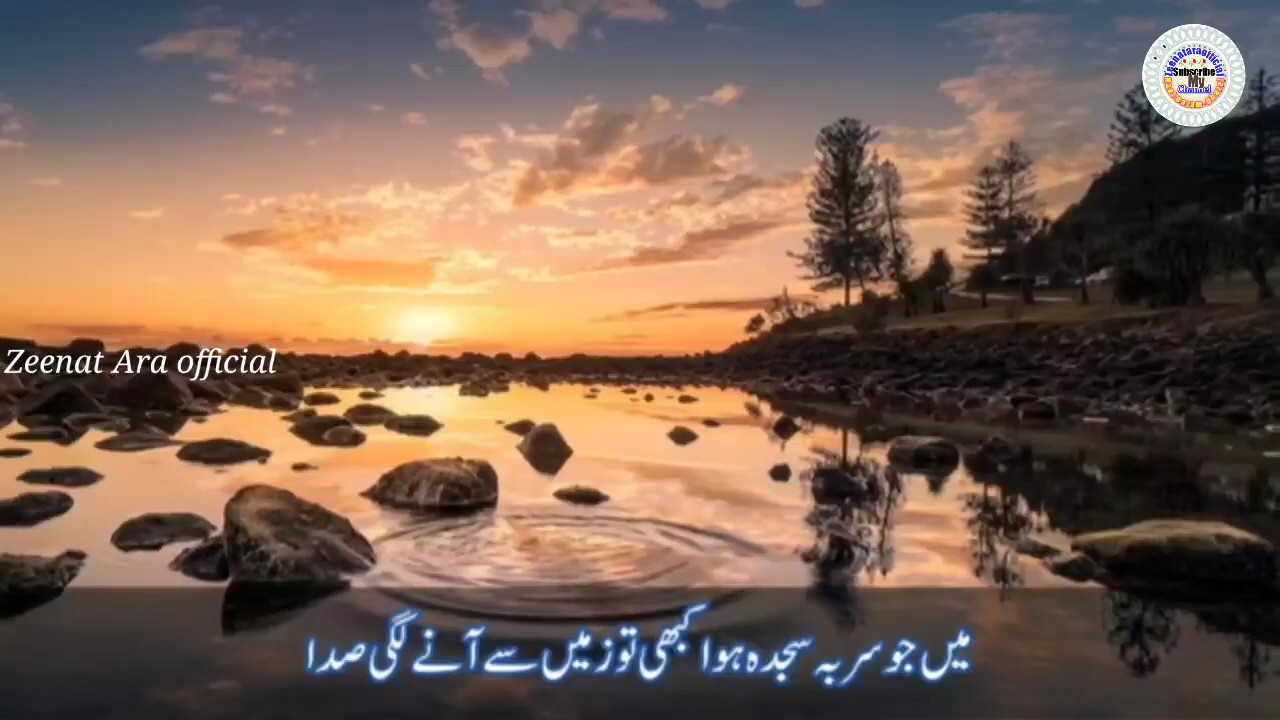 Subscribe
My
Channel
Zeenat Ara official
میں جو سر بہ سجدہ ہوا کبھی تو زمیں سے آنے لگی صدا